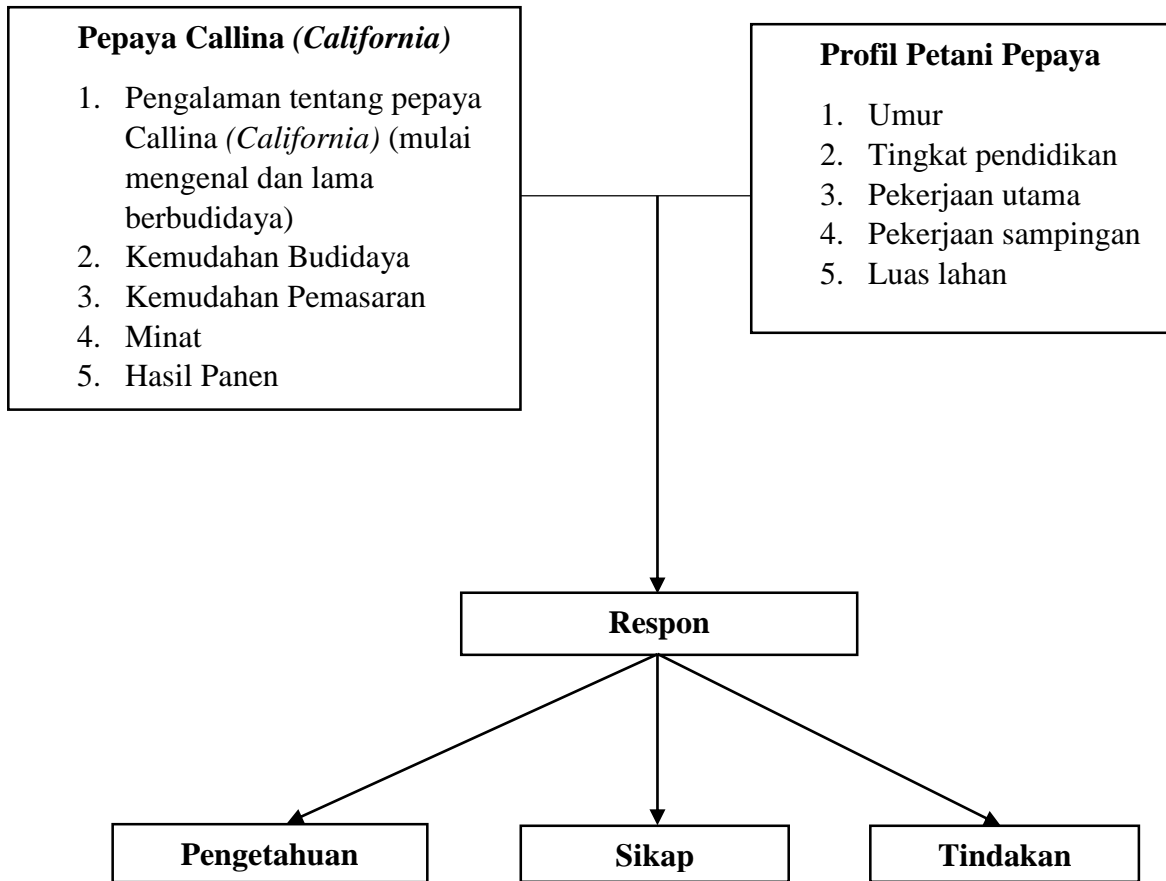 Pepaya Callina (California)
1. Pengalaman tentang pepaya
Callina (California) (mulai
mengenal dan lama
berbudidaya)
2. Kemudahan Budidaya
3. Kemudahan Pemasaran
4. Minat
5. Hasil Panen
Profil Petani Pepaya
1. Umur
2. Tingkat pendidikan
3. Pekerjaan utama
4. Pekerjaan sampingan
5. Luas lahan
Respon
Pengetahuan
Sikap
Tindakan